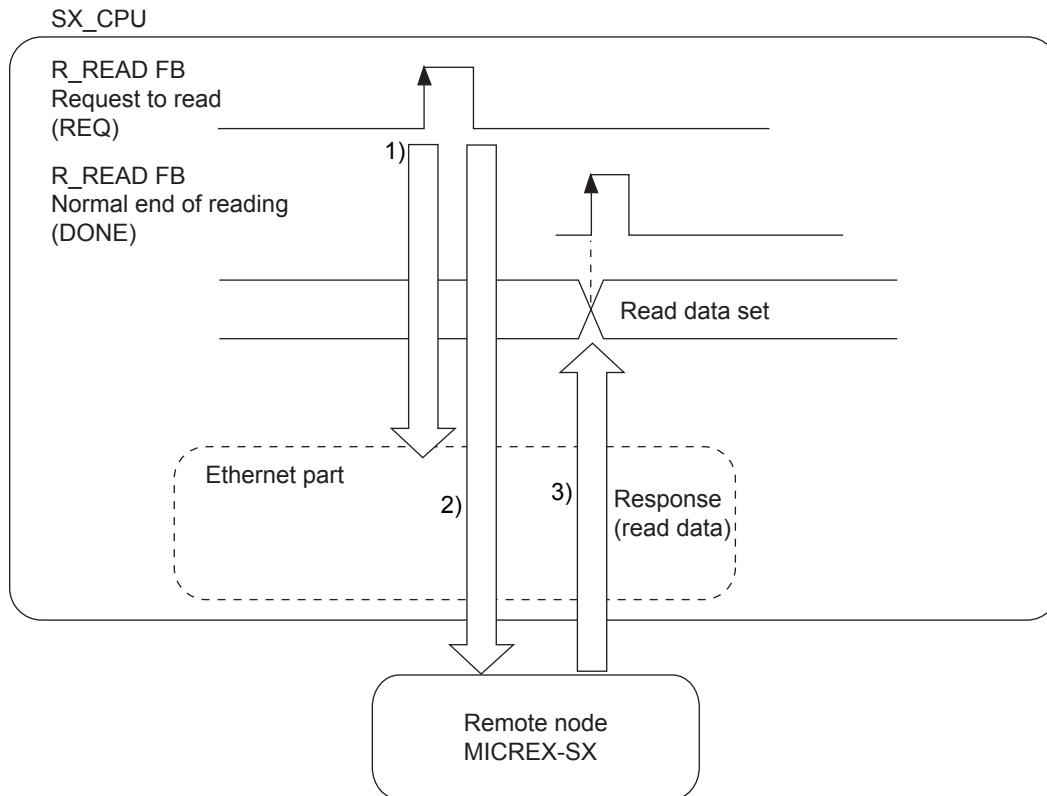 SX_CPU
R_READ FB
Request to read
(REQ)
1)
R_READ FB
Normal end of reading
(DONE)
Read data set
Ethernet part
2)
3)
Response
(read data)
Remote node
MICREX-SX